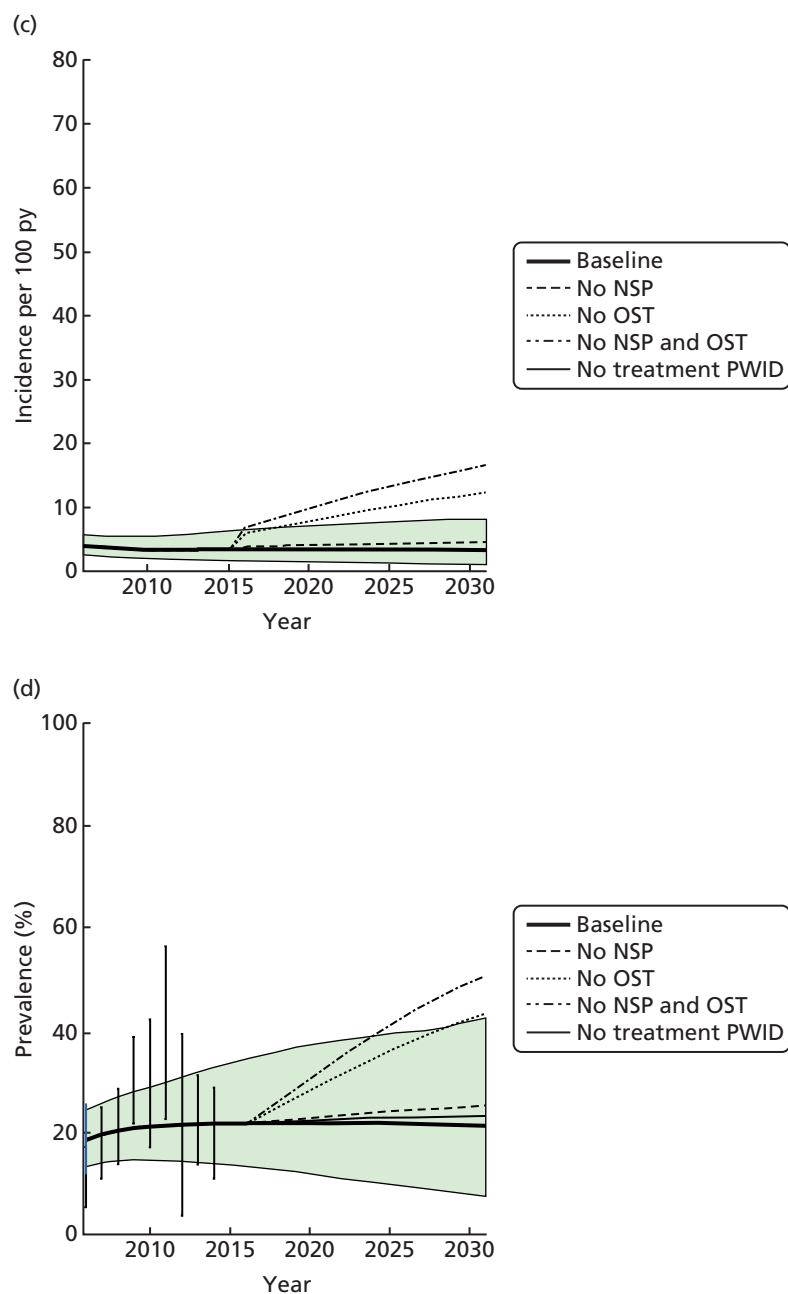 (c)
80
70
60
50
40
30
20
10
0
Incidence per 100 py
2010
2015
2020
2025
2030
Year
Baseline
No NSP
No OST
No NSP and OST
No treatment PWID
(d)
100
80
60
40
20
0
Prevalence (%)
2010
2015
2020
2025
2030
Year
Baseline
No NSP
No OST
No NSP and OST
No treatment PWID